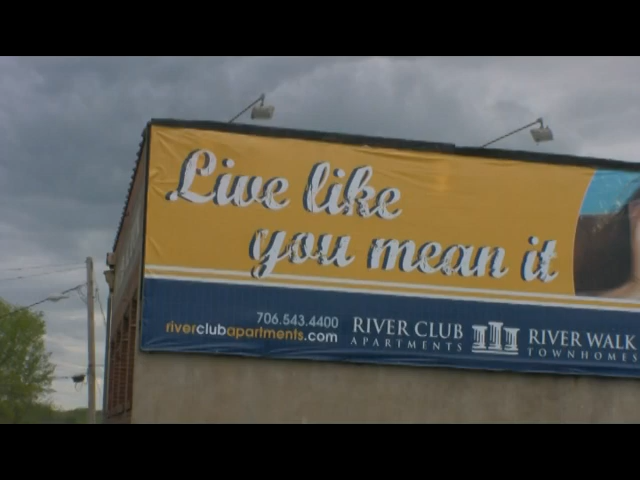 Live like
you mean it
706.543.4400
riverclubapartments.com
RIVER CLUB
APARTMENTS
RIVER WALK
TOWNHOMES